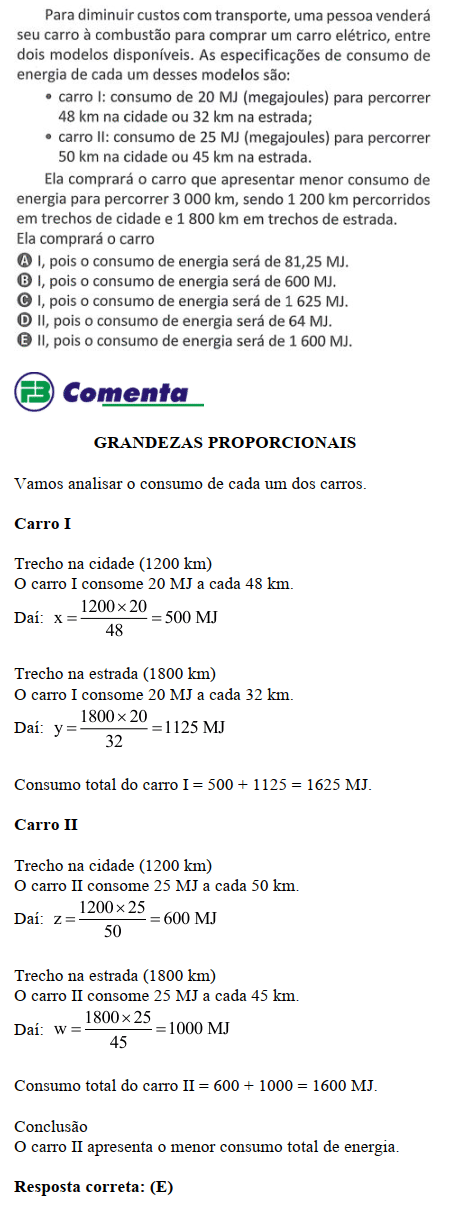 Para diminuir custos com transporte, uma pessoa venderá
seu carro à combustão para comprar um carro elétrico, entre
dois modelos disponíveis. As especificações de consumo de
energia de cada um desses modelos são:
• carro I: consumo de 20 MJ (megajoules) para percorrer
48 km na cidade ou 32 km na estrada;
• carro II: consumo de 25 MJ (megajoules) para percorrer
50 km na cidade ou 45 km na estrada.
Ela comprará o carro que apresentar menor consumo de
energia para percorrer 3 000 km, sendo 1 200 km percorridos
em trechos de cidade e 1 800 km em trechos de estrada.
Ela comprará o carro
A I, pois o consumo de energia será de 81,25 MJ.
B I, pois o consumo de energia será de 600 MJ.
C I, pois o consumo de energia será de 1 625 MJ.
D II, pois o consumo de energia será de 64 MJ.
E II, pois o consumo de energia será de 1 600 MJ.
FB Comenta
GRANDEZAS PROPORCIONAIS
Vamos analisar o consumo de cada um dos carros.
Carro I
Trecho na cidade (1200 km)
O carro I consome 20 MJ a cada 48 km.
Daí: x = 1200 × 20 / 48 = 500 MJ
Trecho na estrada (1800 km)
O carro I consome 20 MJ a cada 32 km.
Daí: y = 1800 × 20 / 32 = 1125 MJ
Consumo total do carro I = 500 + 1125 = 1625 MJ.
Carro II
Trecho na cidade (1200 km)
O carro II consome 25 MJ a cada 50 km.
Daí: z = 1200 × 25 / 50 = 600 MJ
Trecho na estrada (1800 km)
O carro II consome 25 MJ a cada 45 km.
Daí: w = 1800 × 25 / 45 = 1000 MJ
Consumo total do carro II = 600 + 1000 = 1600 MJ.
Conclusão
O carro II apresenta o menor consumo total de energia.
Resposta correta: (E)